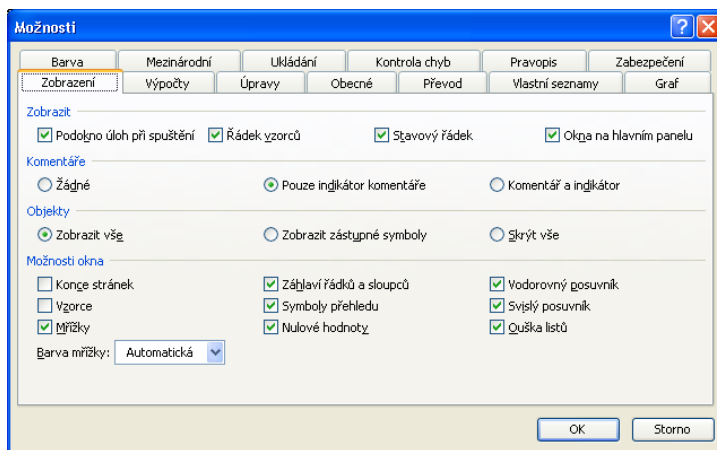 Možnosti
Barva Mezinárodní Ukládání Kontrola chyb Pravopis Zabezpečení
Zobrazení Výpočty Úpravy Obecné Převod Vlastní seznamy Graf
Zobrazit
Podokno úloh při spuštění Řádek vzorců Stavový řádek Okna na hlavním panelu
Komentáře
Žádné Pouze indikátor komentáře Komentář a indikátor
Objekty
Zobrazit vše Zobrazit zástupné symboly Skrýt vše
Možnosti okna
Konce stránek Záhlaví řádků a sloupců Vodorovný posuvník
Vzorce Symboly přehledu Svislý posuvník
Mřížky Nulové hodnoty Ouška listů
Barva mřížky: Automatická
OK Storno